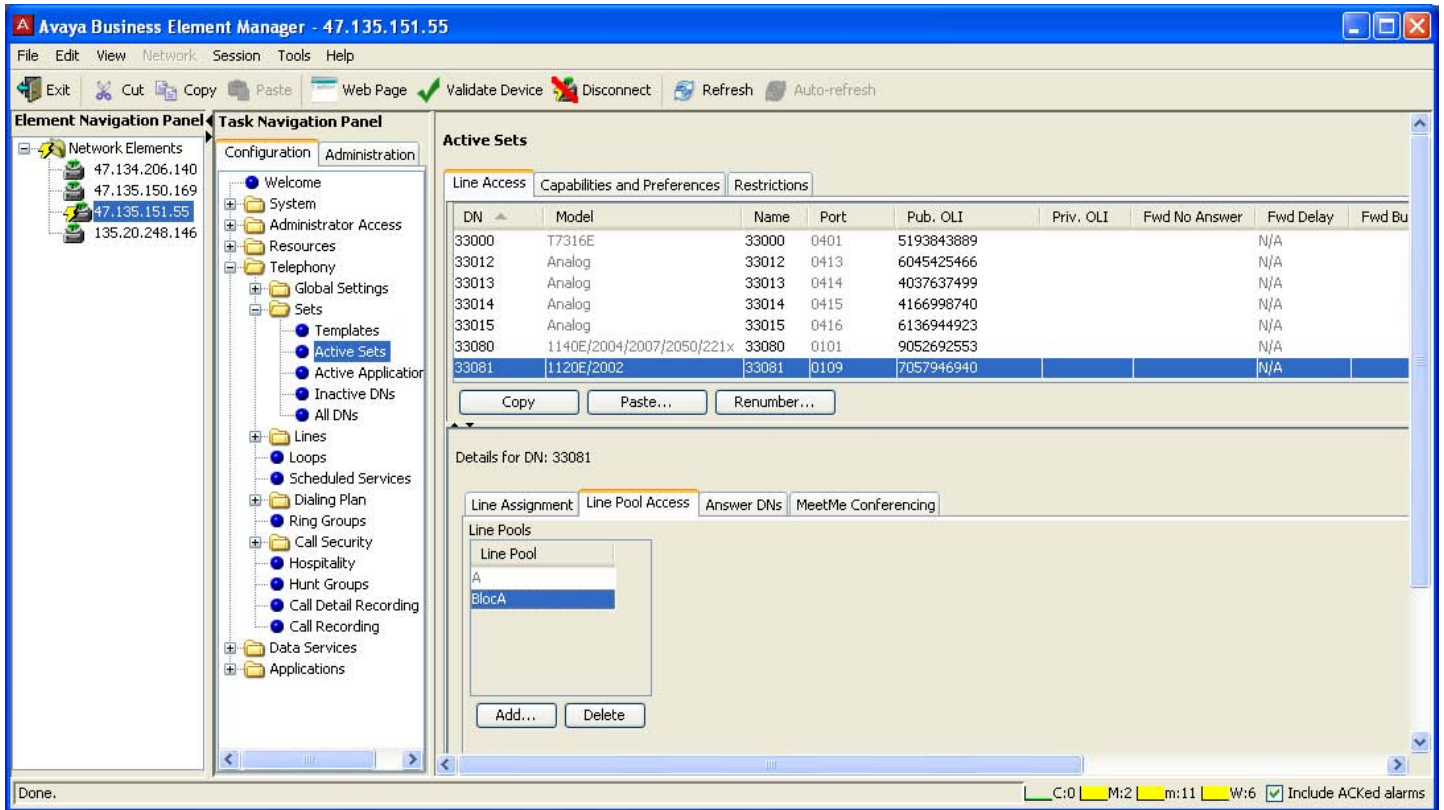 Avaya Business Element Manager - 47.135.151.55
File Edit View Network Session Tools Help
Exit Cut Copy Paste Web Page Validate Device Disconnect Refresh Auto-refresh
Element Navigation Panel
Network Elements
47.134.206.140
47.135.150.169
47.135.151.55
135.20.248.146
Task Navigation Panel
Configuration Administration
Welcome
System
Administrator Access
Resources
Telephony
Global Settings
Sets
Templates
Active Sets
Active Application
Inactive DNs
All DNs
Lines
Loops
Scheduled Services
Dialing Plan
Ring Groups
Call Security
Hospitality
Hunt Groups
Call Detail Recording
Call Recording
Data Services
Applications
Active Sets
Line Access Capabilities and Preferences Restrictions
DN Model Name Port Pub. OLI Priv. OLI Fwd No Answer Fwd Delay Fwd Bu
33000 T7316E 33000 0401 5193843889 N/A
33012 Analog 33012 0413 6045425466 N/A
33013 Analog 33013 0414 4037637499 N/A
33014 Analog 33014 0415 4166998740 N/A
33015 Analog 33015 0416 6136944923 N/A
33080 1140E/2004/2007/2050/221x 33080 0101 9052692553 N/A
33081 1120E/2002 33081 0109 7057946940 N/A
Copy Paste... Renumber...
Details for DN: 33081
Line Assignment Line Pool Access Answer DNs MeetMe Conferencing
Line Pools
Line Pool
A
BlocA
Add... Delete
Done.
C:0 M:2 m:11 W:6 Include ACKed alarms